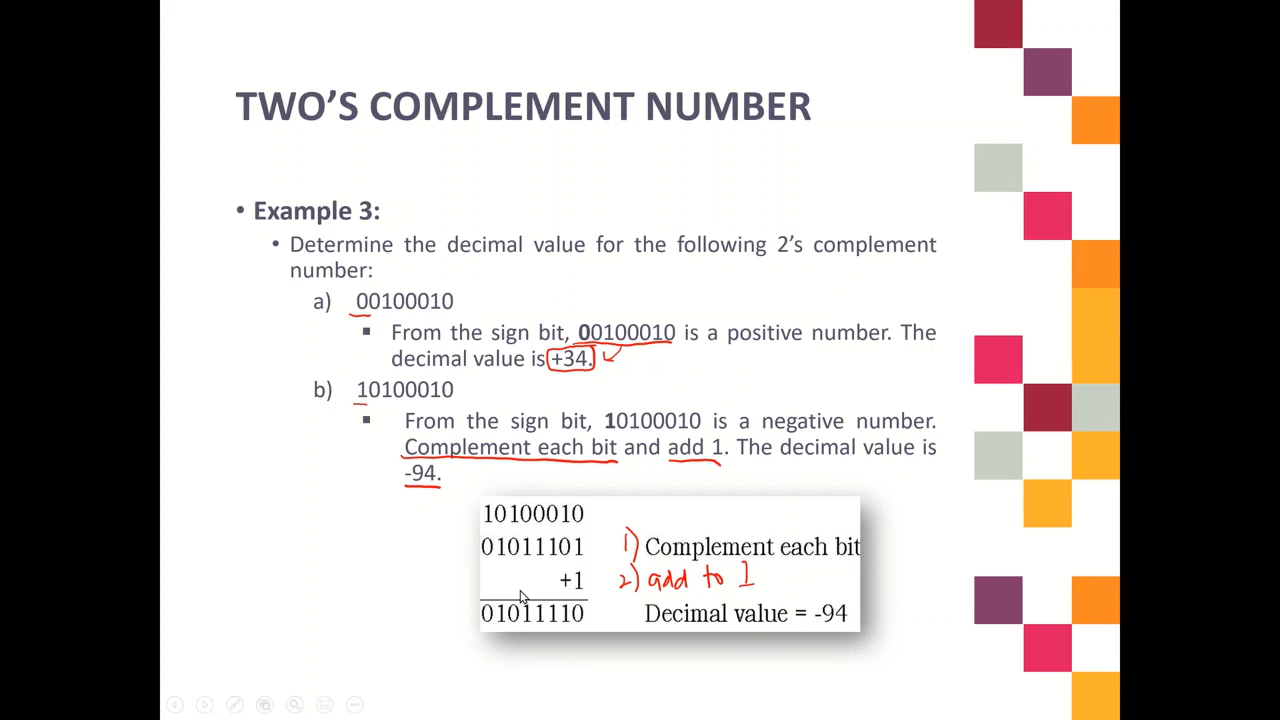 TWO’S COMPLEMENT NUMBER
• Example 3:
• Determine the decimal value for the following 2’s complement
number:
a) 00100010
▪ From the sign bit, 00100010 is a positive number. The
decimal value is +34.
b) 10100010
▪ From the sign bit, 10100010 is a negative number.
Complement each bit and add 1. The decimal value is
-94.
10100010
01011101 1) Complement each bit
+1 2) add to 1
01011110 Decimal value = -94